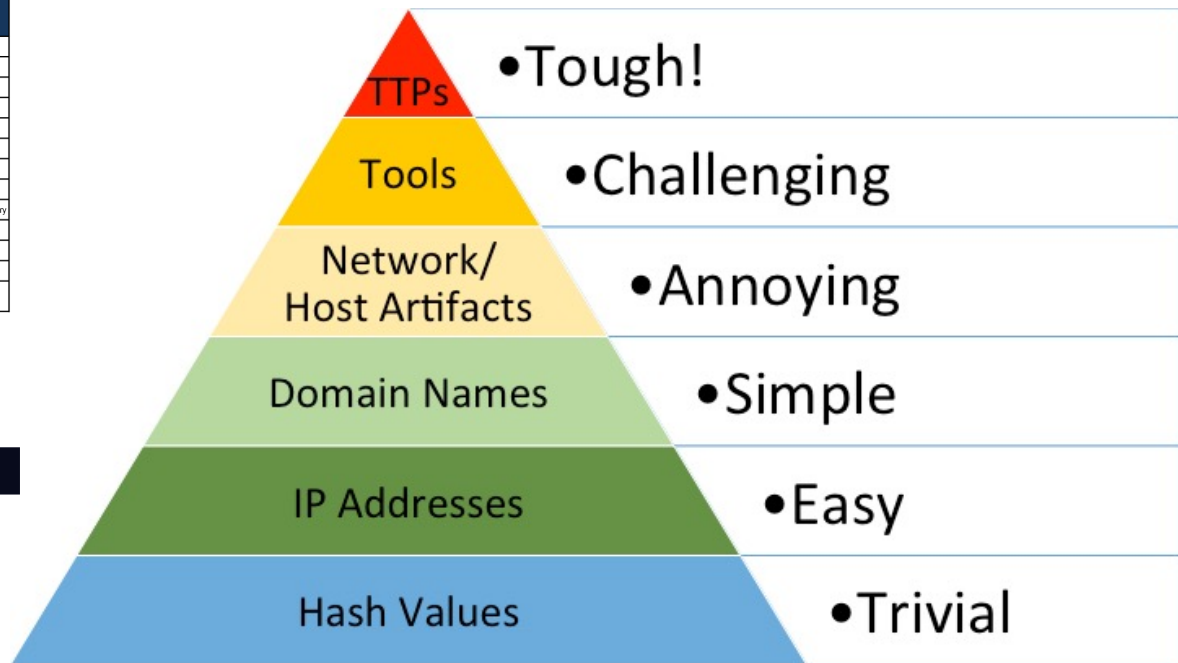 TTPs
•Tough!
Tools
•Challenging
Network/
Host Artifacts
•Annoying
Domain Names
•Simple
IP Addresses
•Easy
Hash Values
•Trivial